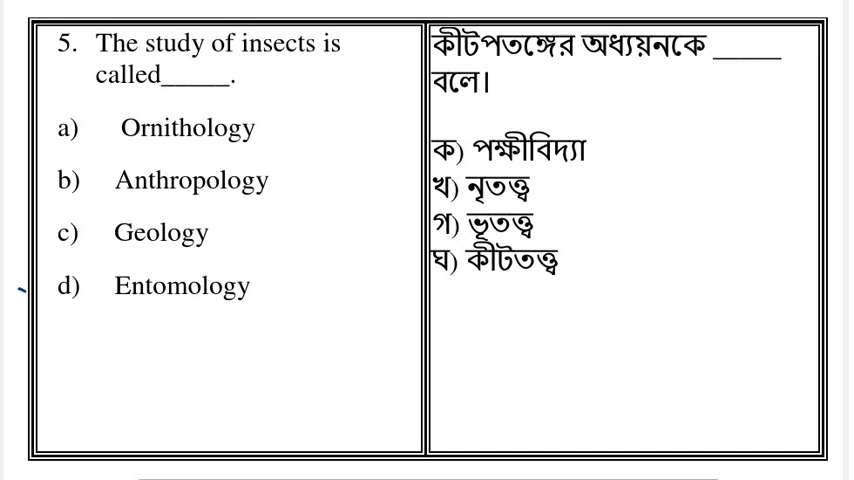 5. The study of insects is
called_____.
a) Ornithology
b) Anthropology
c) Geology
d) Entomology
কীটপতঙ্গের অধ্যয়নকে _____
বলে।
ক) পক্ষীবিদ্যা
খ) নৃতত্ত্ব
গ) ভূতত্ত্ব
ঘ) কীটতত্ত্ব